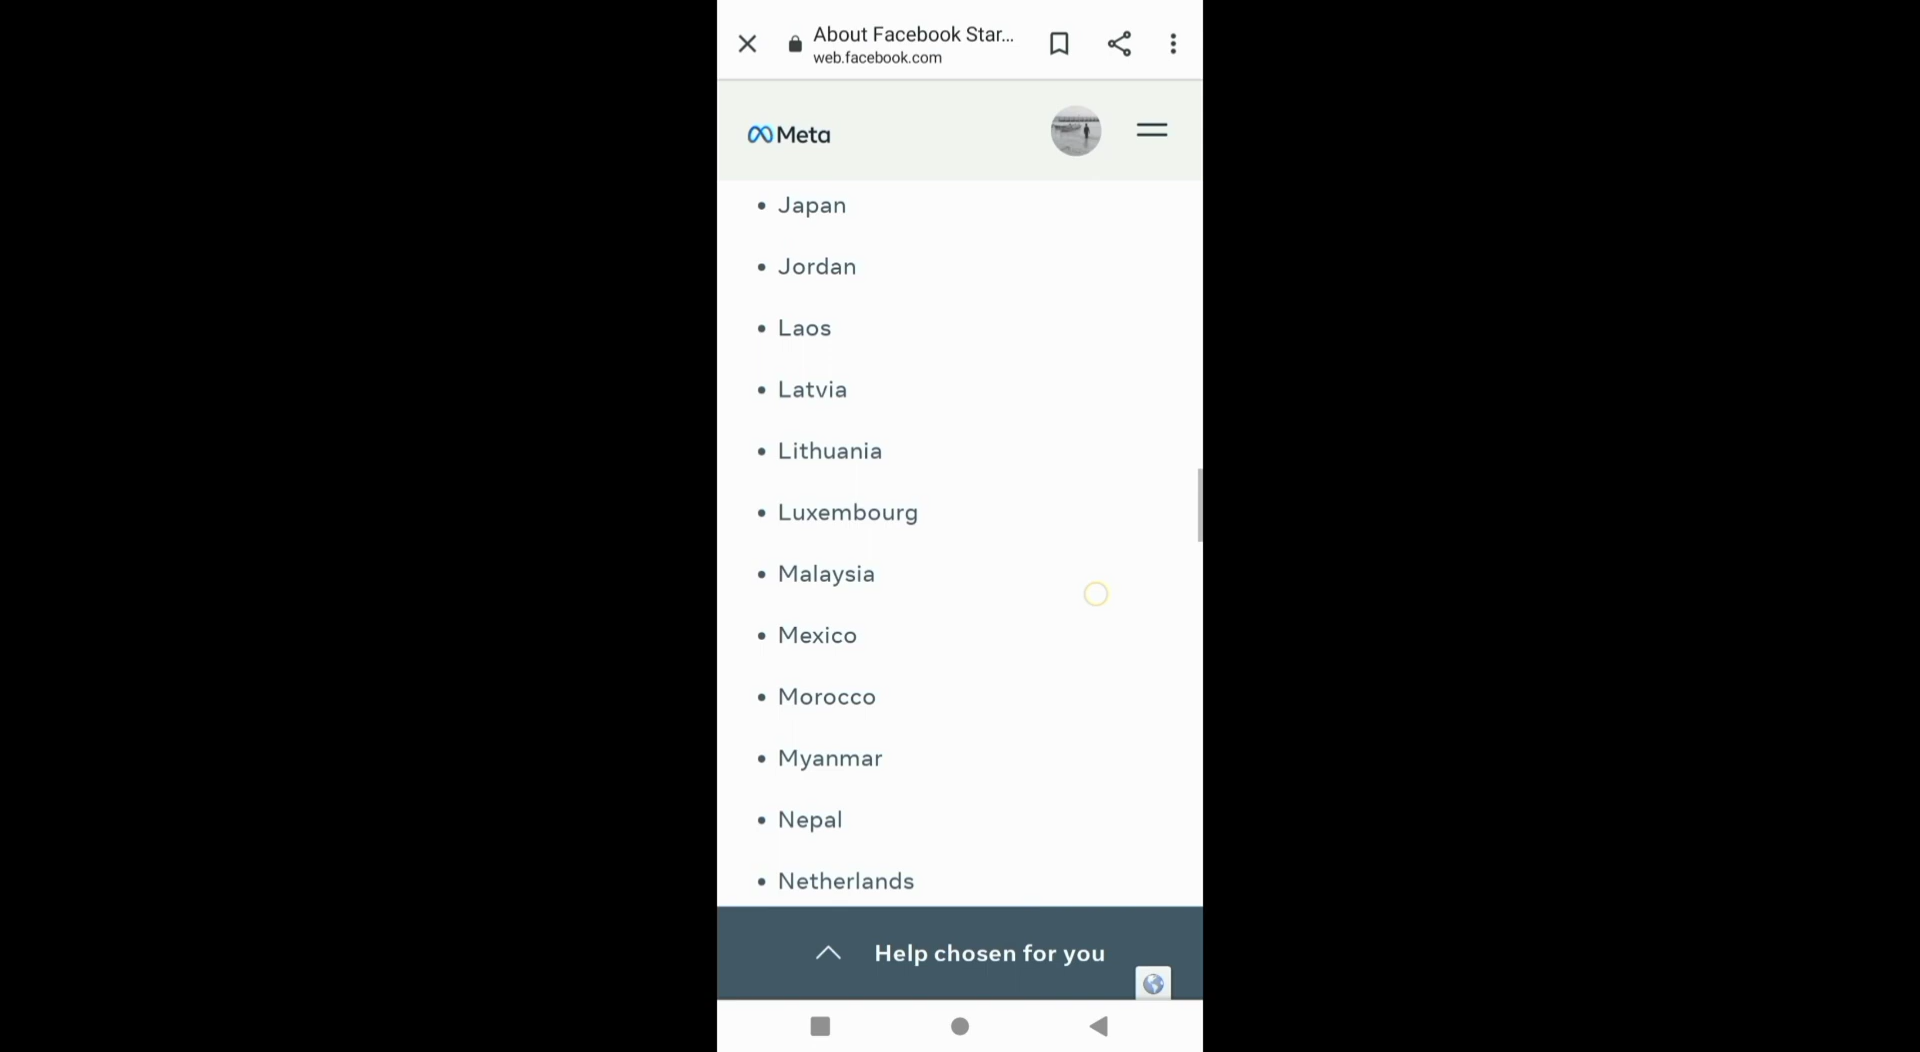 About Facebook Star...
web.facebook.com
Meta
Japan
Jordan
Laos
Latvia
Lithuania
Luxembourg
Malaysia
Mexico
Morocco
Myanmar
Nepal
Netherlands
Help chosen for you